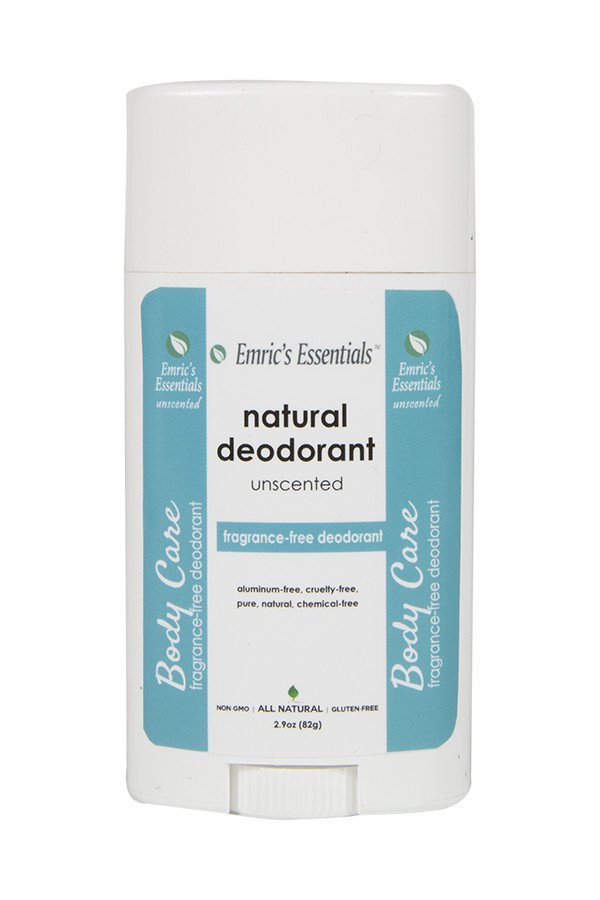 Emric's Essentials™
natural
deodorant
unscented
fragrance-free deodorant
aluminum-free, cruelty-free,
pure, natural, chemical-free
NON GMO | ALL NATURAL | GLUTEN FREE
2.9oz (82g)
Emric's
Essentials
unscented
Body Care
fragrance-free deodorant
Emric's
Essentials
unscented
Body Care
fragrance-free deodorant